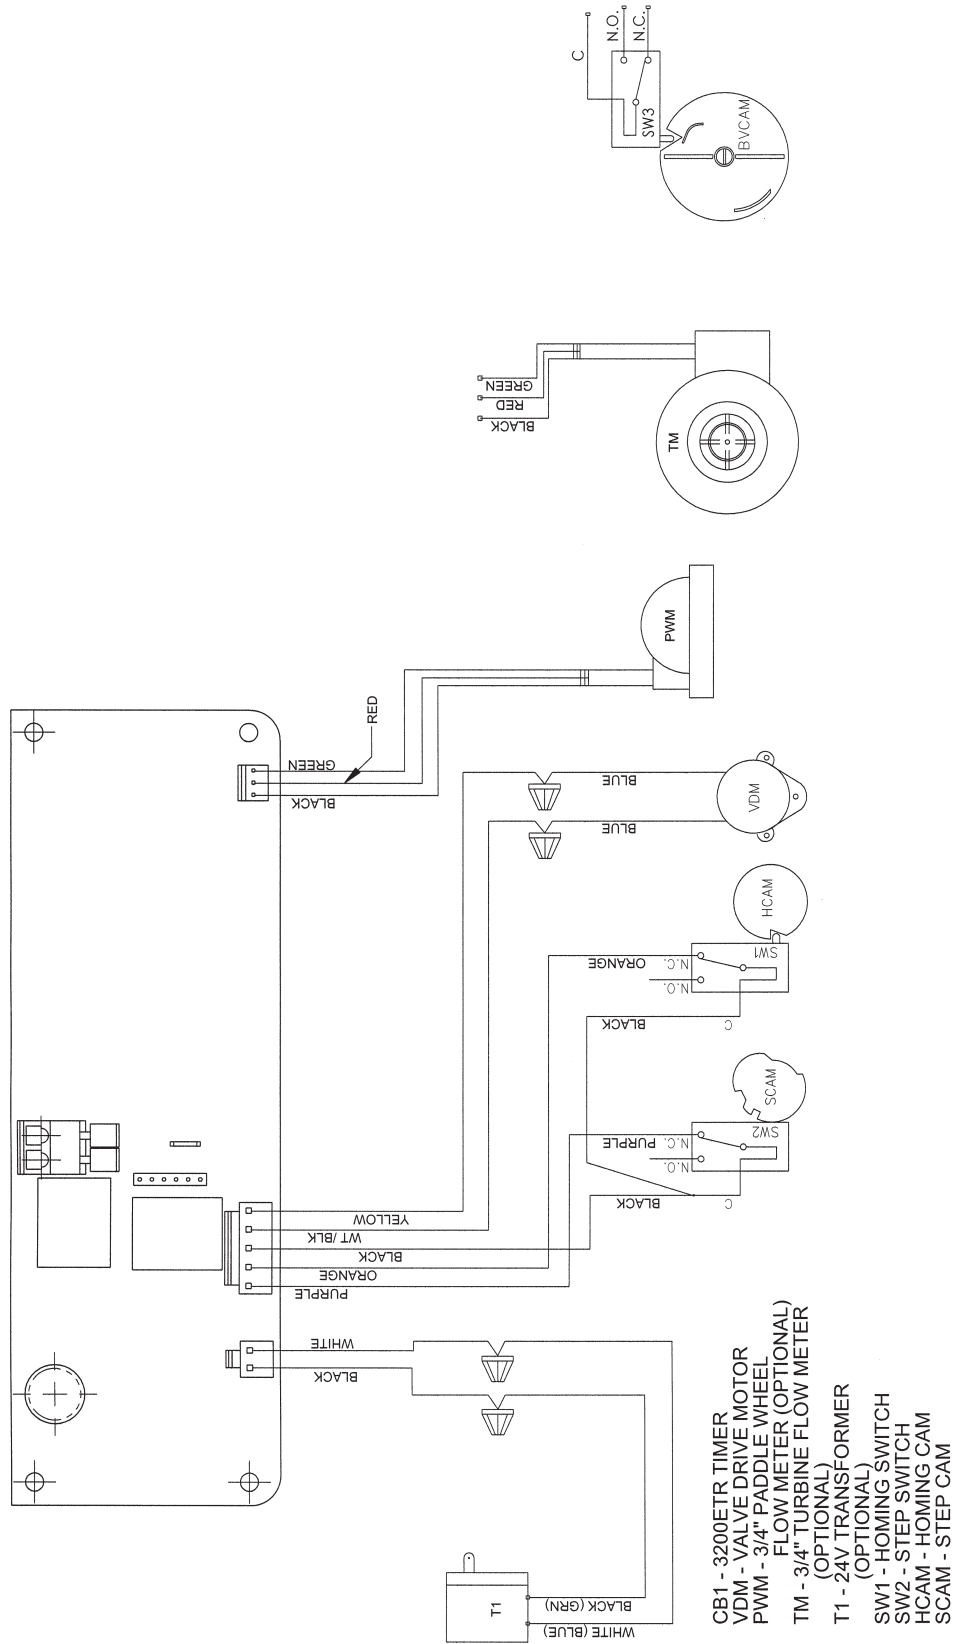 C
N.O.
N.C.
SW3
BVCAM
GREEN
RED
BLACK
TM
PWM
RED
GREEN
BLACK
BLUE
BLUE
VDM
HCAM
SW1
ORANGE
N.C.
N.O.
BLACK
C
SCAM
SW2
PURPLE
N.C.
N.O.
BLACK
C
YELLOW
WT/BLK
BLACK
ORANGE
PURPLE
WHITE
BLACK
T1
BLACK (GRN)
WHITE (BLUE)
CB1 - 3200ETR TIMER
VDM - VALVE DRIVE MOTOR
PWM - 3/4" PADDLE WHEEL
FLOW METER (OPTIONAL)
TM - 3/4" TURBINE FLOW METER
(OPTIONAL)
T1 - 24V TRANSFORMER
(OPTIONAL)
SW1 - HOMING SWITCH
SW2 - STEP SWITCH
HCAM - HOMING CAM
SCAM - STEP CAM